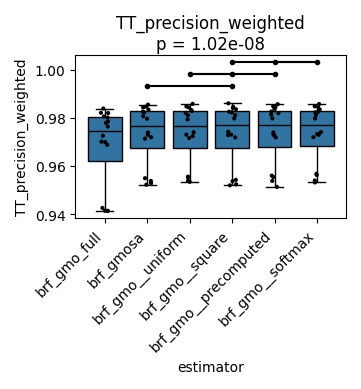 TT_precision_weighted
p = 1.02e-08
TT_precision_weighted
1.00
0.98
0.96
0.94
brf_gmo_full
brf_gmosa
brf_gmo__uniform
brf_gmo__square
brf_gmo__precomputed
brf_gmo__softmax
estimator